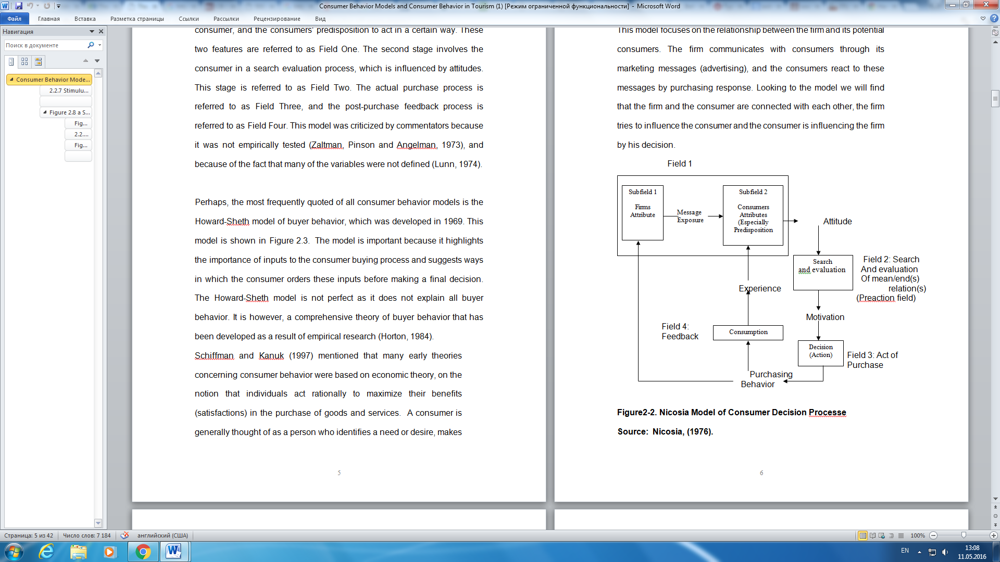 Consumer Behavior Models and Consumer Behavior in Tourism (1) [Режим ограниченной функциональности] - Microsoft Word
Файл Главная Вставка Разметка страницы Ссылки Рассылки Рецензирование Вид
Навигация
Поиск в документе
Consumer Behavior Mode...
2.2.7 Stimulu...
Figure 2.8 a S...
Fig...
2.2....
Fig...
consumer, and the consumers' predisposition to act in a certain way. These
two features are referred to as Field One. The second stage involves the
consumer in a search evaluation process, which is influenced by attitudes.
This stage is referred to as Field Two. The actual purchase process is
referred to as Field Three, and the post-purchase feedback process is
referred to as Field Four. This model was criticized by commentators because
it was not empirically tested (Zaltman, Pinson and Angelman, 1973), and
because of the fact that many of the variables were not defined (Lunn, 1974).
Perhaps, the most frequently quoted of all consumer behavior models is the
Howard-Sheth model of buyer behavior, which was developed in 1969. This
model is shown in Figure 2.3. The model is important because it highlights
the importance of inputs to the consumer buying process and suggests ways
in which the consumer orders these inputs before making a final decision.
The Howard-Sheth model is not perfect as it does not explain all buyer
behavior. It is however, a comprehensive theory of buyer behavior that has
been developed as a result of empirical research (Horton, 1984).
Schiffman and Kanuk (1997) mentioned that many early theories
concerning consumer behavior were based on economic theory, on the
notion that individuals act rationally to maximize their benefits
(satisfactions) in the purchase of goods and services. A consumer is
generally thought of as a person who identifies a need or desire, makes
5
This model focuses on the relationship between the firm and its potential
consumers. The firm communicates with consumers through its
marketing messages (advertising), and the consumers react to these
messages by purchasing response. Looking to the model we will find
that the firm and the consumer are connected with each other, the firm
tries to influence the consumer and the consumer is influencing the firm
by his decision.
Field 1
Subfield 1
Firms
Attribute
Message
Exposure
Subfield 2
Consumers
Attributes
(Especially
Predisposition
Attitude
Search
and evaluation
Field 2: Search
And evaluation
Of mean/end(s)
relation(s)
(Preaction field)
Experience
Motivation
Field 4:
Feedback
Consumption
Decision
(Action)
Field 3: Act of
Purchase
Purchasing
Behavior
Figure2-2. Nicosia Model of Consumer Decision Processe
Source: Nicosia, (1976).
6
Страница: 5 из 42 Число слов: 7 184 английский (США) 100%
EN 13:08
11.05.2016